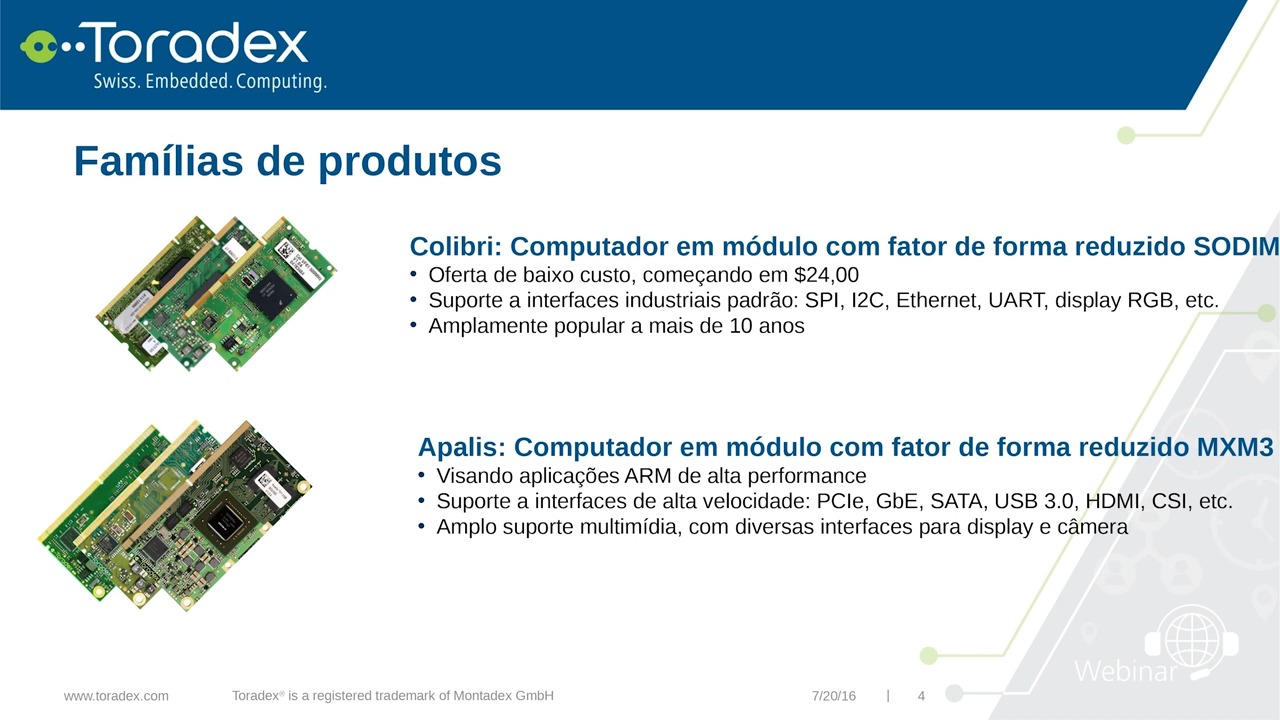 Toradex
Swiss. Embedded. Computing.
Famílias de produtos
Colibri: Computador em módulo com fator de forma reduzido SODIM
• Oferta de baixo custo, começando em $24,00
• Suporte a interfaces industriais padrão: SPI, I2C, Ethernet, UART, display RGB, etc.
• Amplamente popular a mais de 10 anos
Apalis: Computador em módulo com fator de forma reduzido MXM3
• Visando aplicações ARM de alta performance
• Suporte a interfaces de alta velocidade: PCIe, GbE, SATA, USB 3.0, HDMI, CSI, etc.
• Amplo suporte multimídia, com diversas interfaces para display e câmera
Webinar
www.toradex.com Toradex® is a registered trademark of Montadex GmbH 7/20/16 | 4